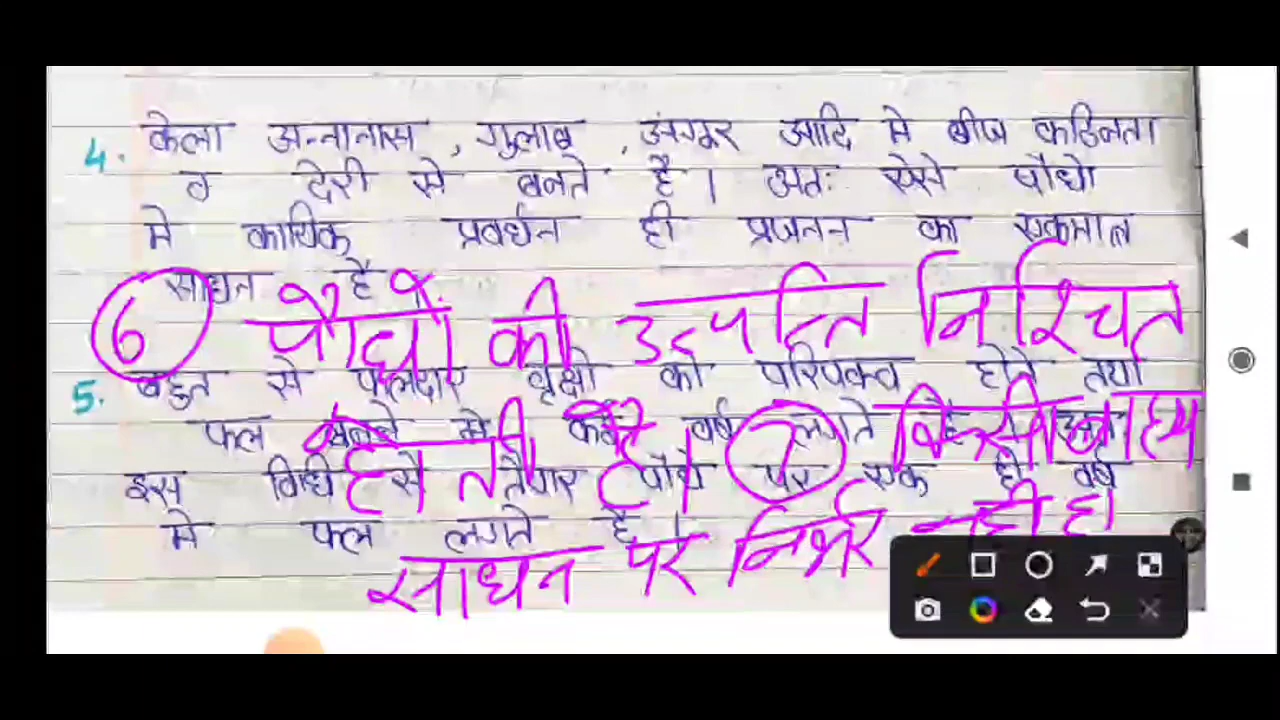 4. केला अन्नानास , गुलाब , अंगूर आदि मे बीज कठिनता
व देरी से बनते है । अतः ऐसे पौधो
मे कायिक प्रवर्धन ही प्रजनन का एकमात्र
साधन है
6 पौधों की उत्पत्ति निश्चित
5. बहुत से फलदार वृक्षो को परिपक्व होने तथा
फल बनने मे कई वर्ष लगते है
होती है । 7 किसी बाह्य
इस विधि से तैयार पौधे पर एक ही वर्ष
मे फल लगते है ।
साधन पर निर्भर नही है।